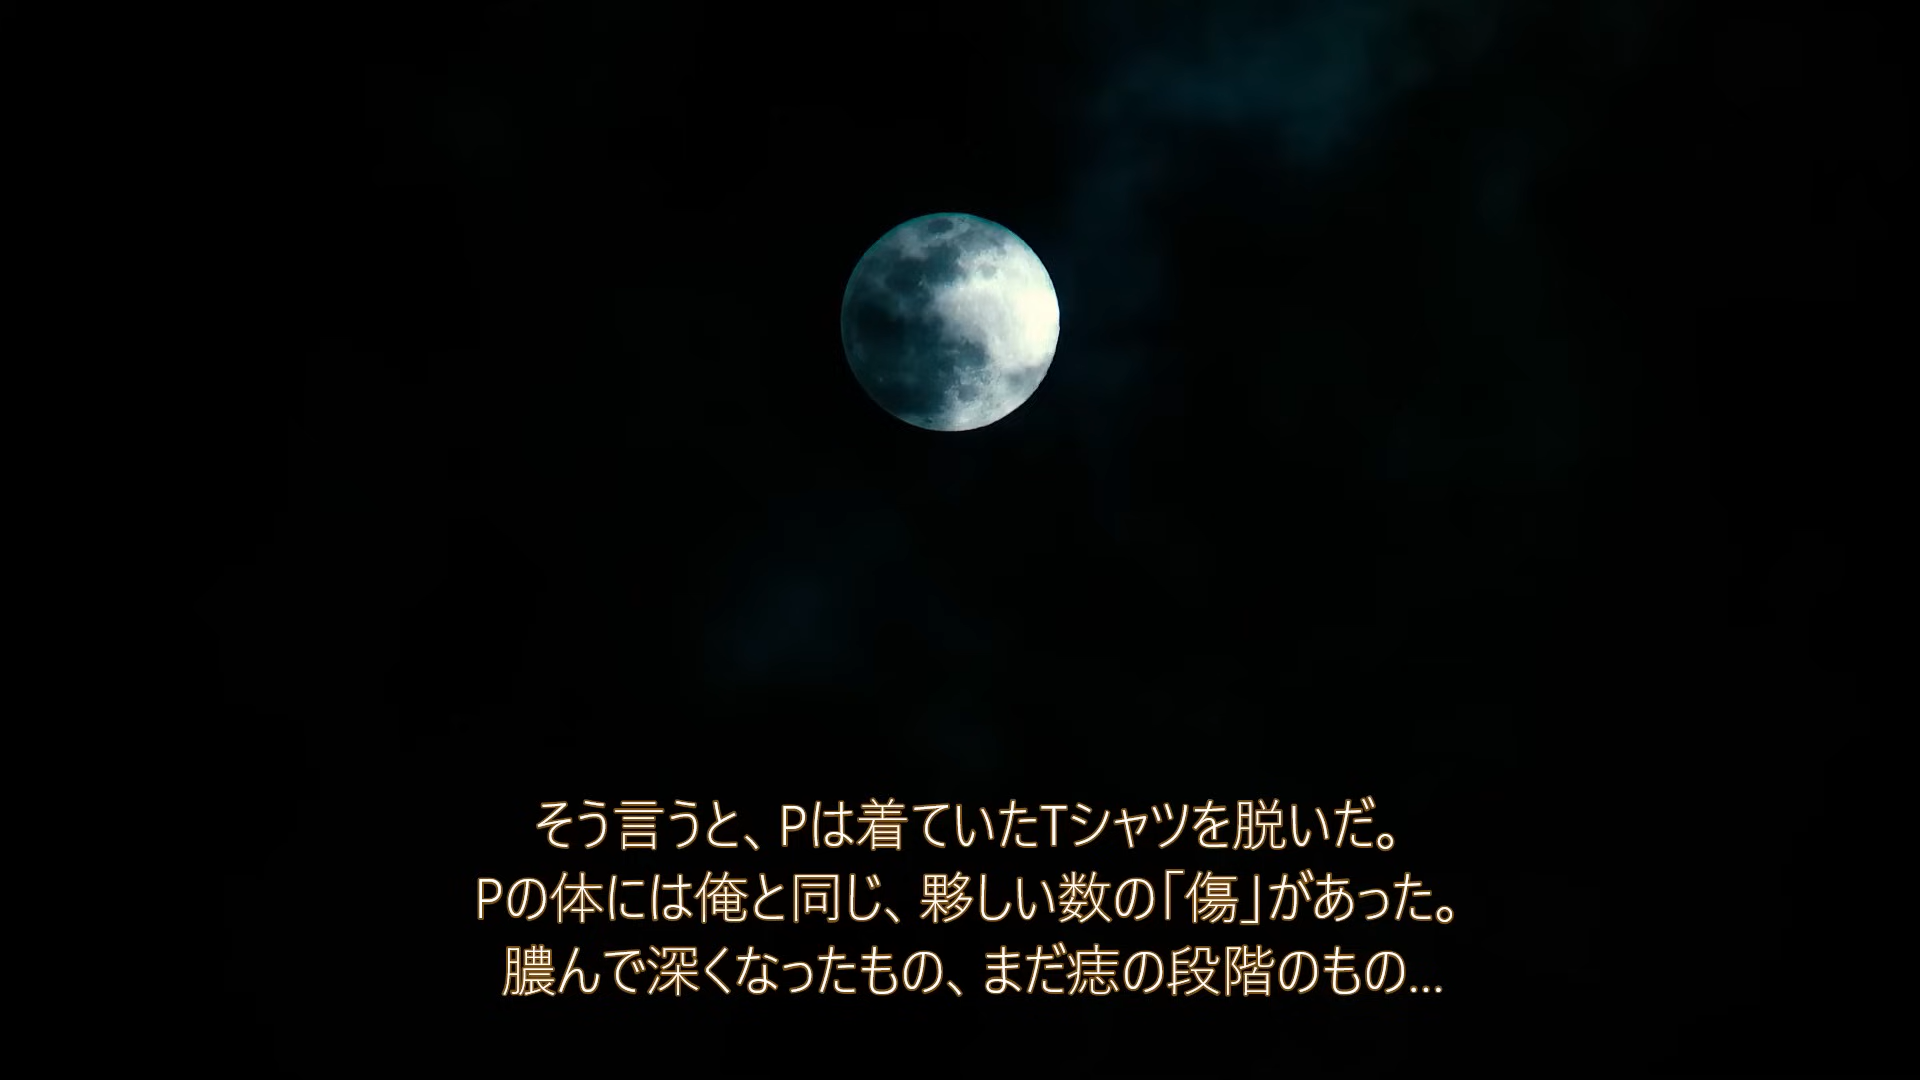 そう言うと、Pは着ていたTシャツを脱いだ。
Pの体には俺と同じ、夥しい数の「傷」があった。
膿んで深くなったもの、まだ痣の段階のもの…